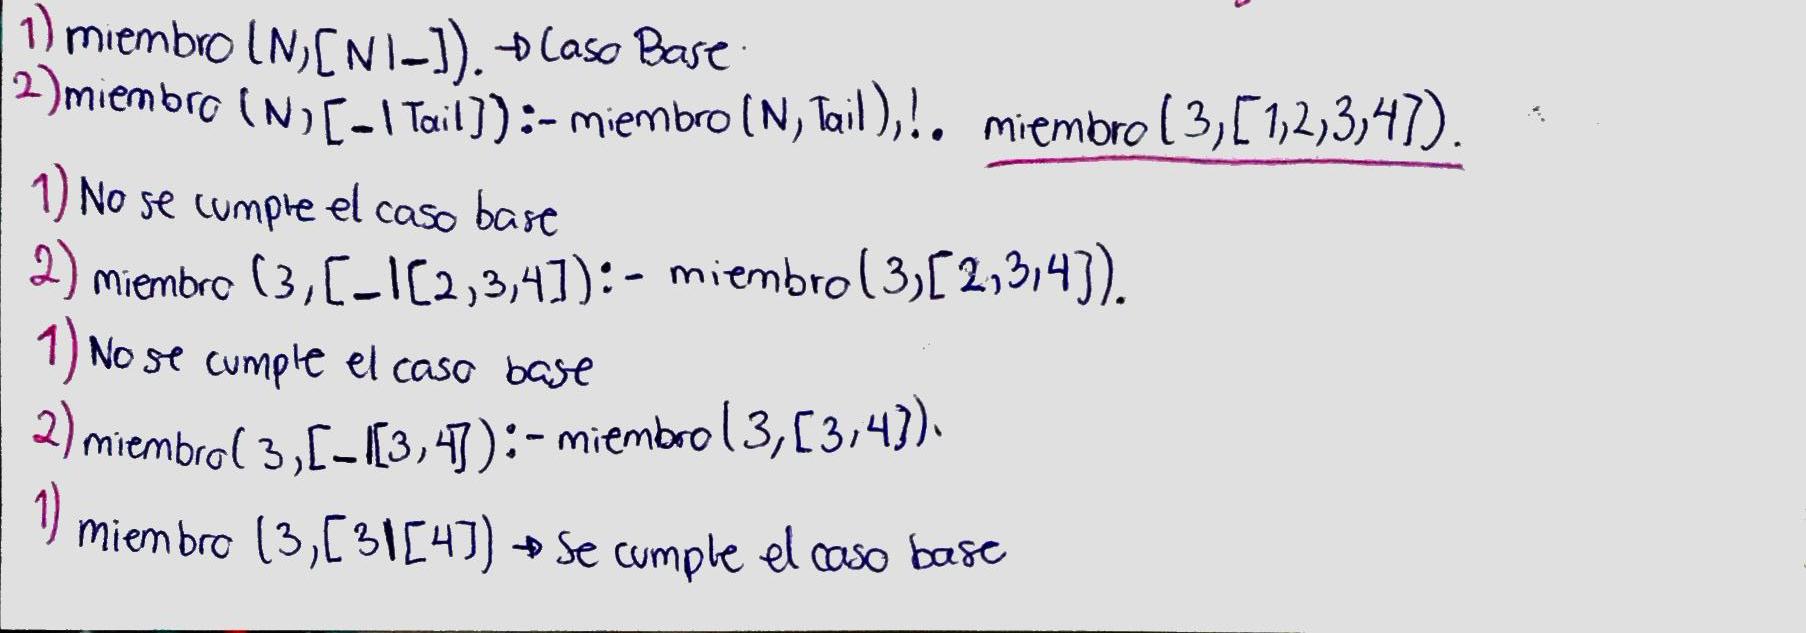 1) miembro (N,[N|_]). → Caso Base.
2) miembro (N,[_|Tail]) :- miembro (N, Tail),!. miembro (3,[1,2,3,4]).
1) No se cumple el caso base
2) miembro (3,[_|[2,3,4]) :- miembro (3,[2,3,4]).
1) No se cumple el caso base
2) miembro (3,[_|[3,4]) :- miembro (3,[3,4]).
1) miembro (3,[3|[4]) → Se cumple el caso base